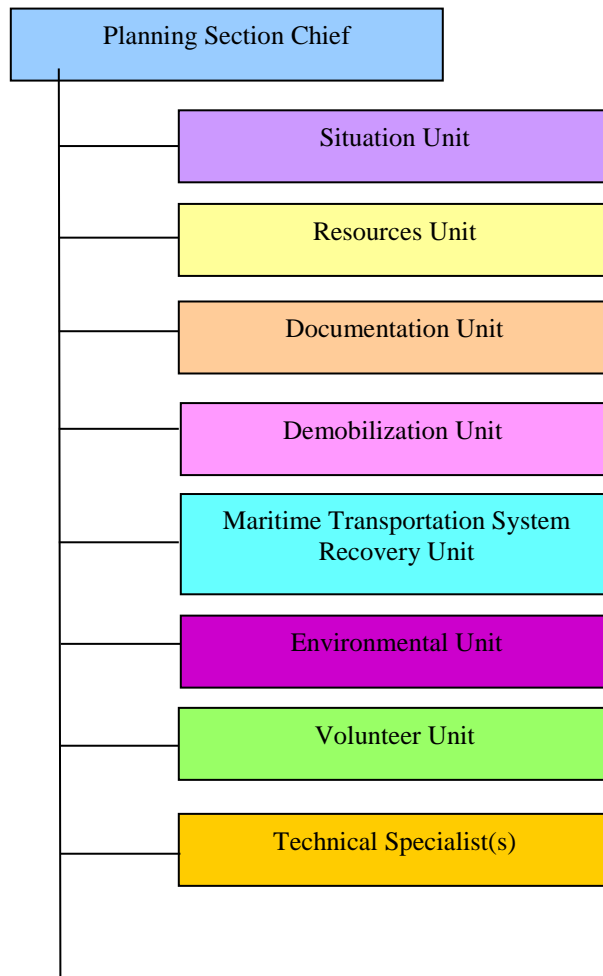 Planning Section Chief
Situation Unit
Resources Unit
Documentation Unit
Demobilization Unit
Maritime Transportation System
Recovery Unit
Environmental Unit
Volunteer Unit
Technical Specialist(s)